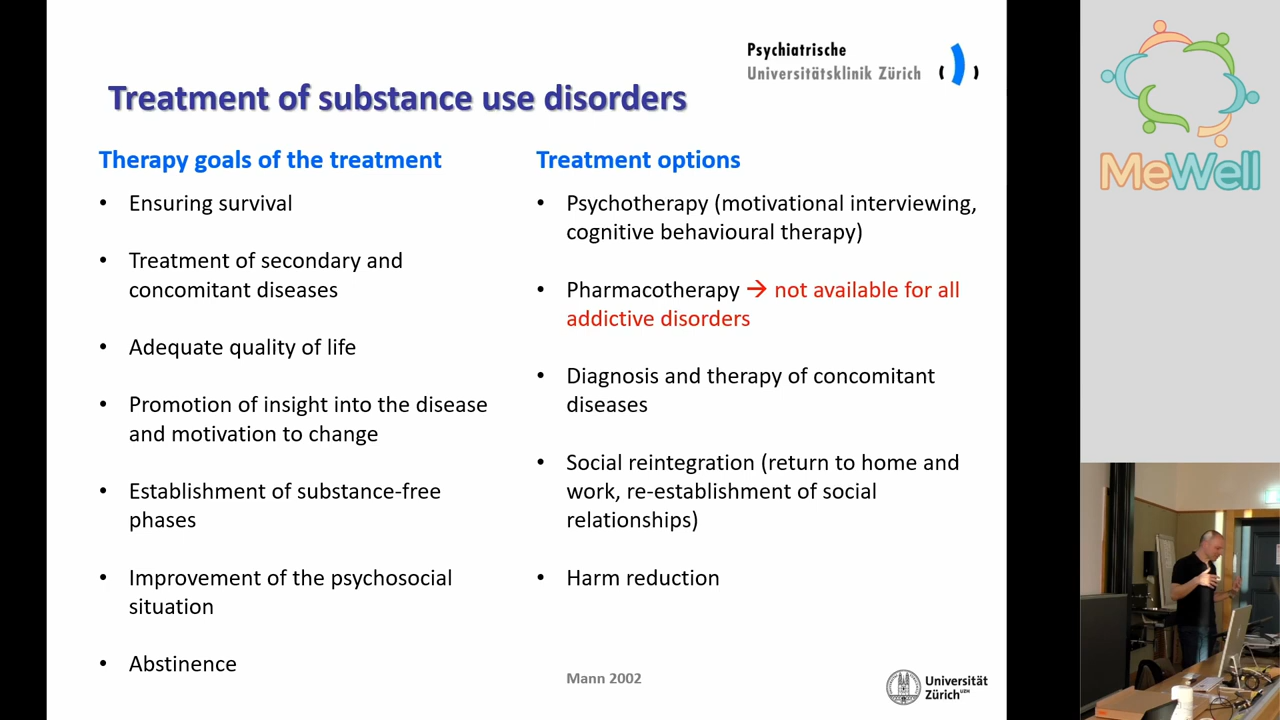 Psychiatrische
Universitätsklinik Zürich
Treatment of substance use disorders
Therapy goals of the treatment
• Ensuring survival
• Treatment of secondary and
concomitant diseases
• Adequate quality of life
• Promotion of insight into the disease
and motivation to change
• Establishment of substance-free
phases
• Improvement of the psychosocial
situation
• Abstinence
Treatment options
• Psychotherapy (motivational interviewing,
cognitive behavioural therapy)
• Pharmacotherapy → not available for all
addictive disorders
• Diagnosis and therapy of concomitant
diseases
• Social reintegration (return to home and
work, re-establishment of social
relationships)
• Harm reduction
Mann 2002
Universität
Zürich UZH
MeWell